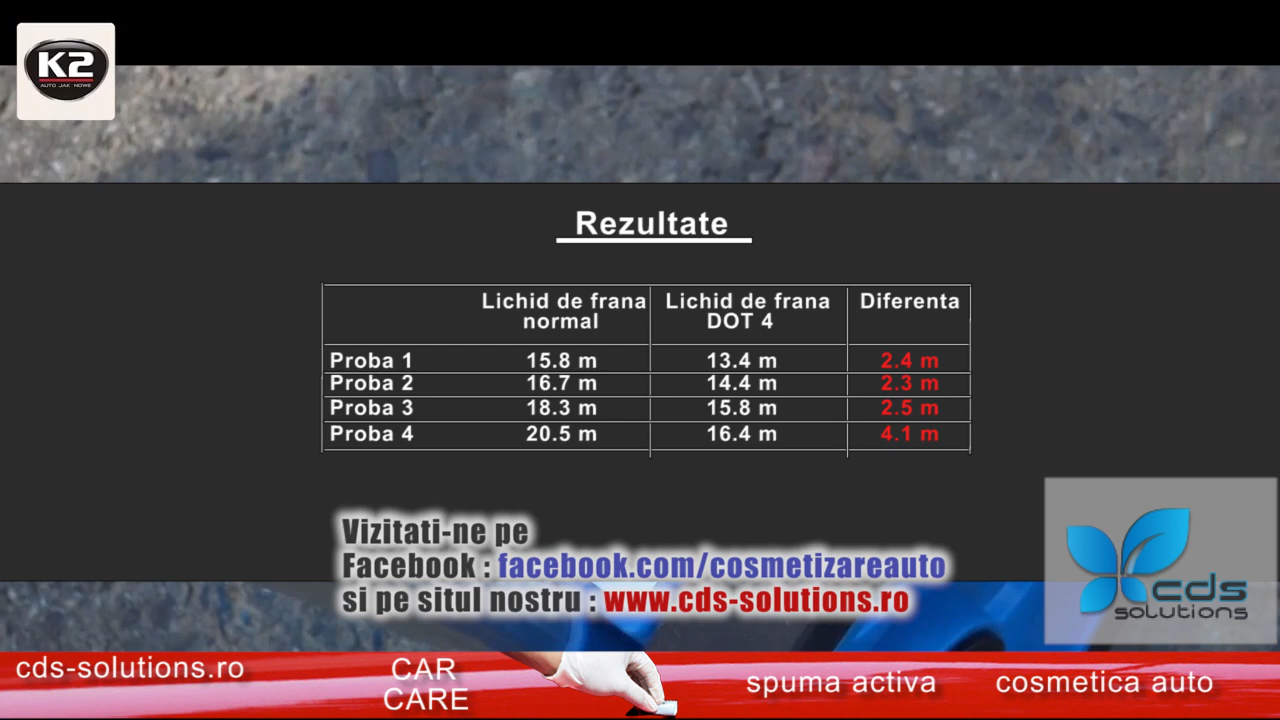 K2
AUTO JAK NOWE
Rezultate
Lichid de frana normal Lichid de frana DOT 4 Diferenta
Proba 1 15.8 m 13.4 m 2.4 m
Proba 2 16.7 m 14.4 m 2.3 m
Proba 3 18.3 m 15.8 m 2.5 m
Proba 4 20.5 m 16.4 m 4.1 m
Vizitati-ne pe
Facebook : facebook.com/cosmetizareauto
si pe situl nostru : www.cds-solutions.ro
cds
solutions
cds-solutions.ro
CAR
CARE
spuma activa
cosmetica auto